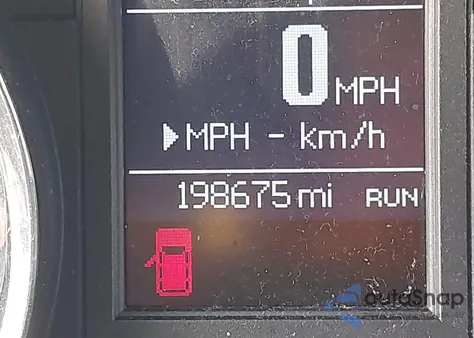 0 MPH
▶MPH - km/h
198675 mi RUN
autoSnap